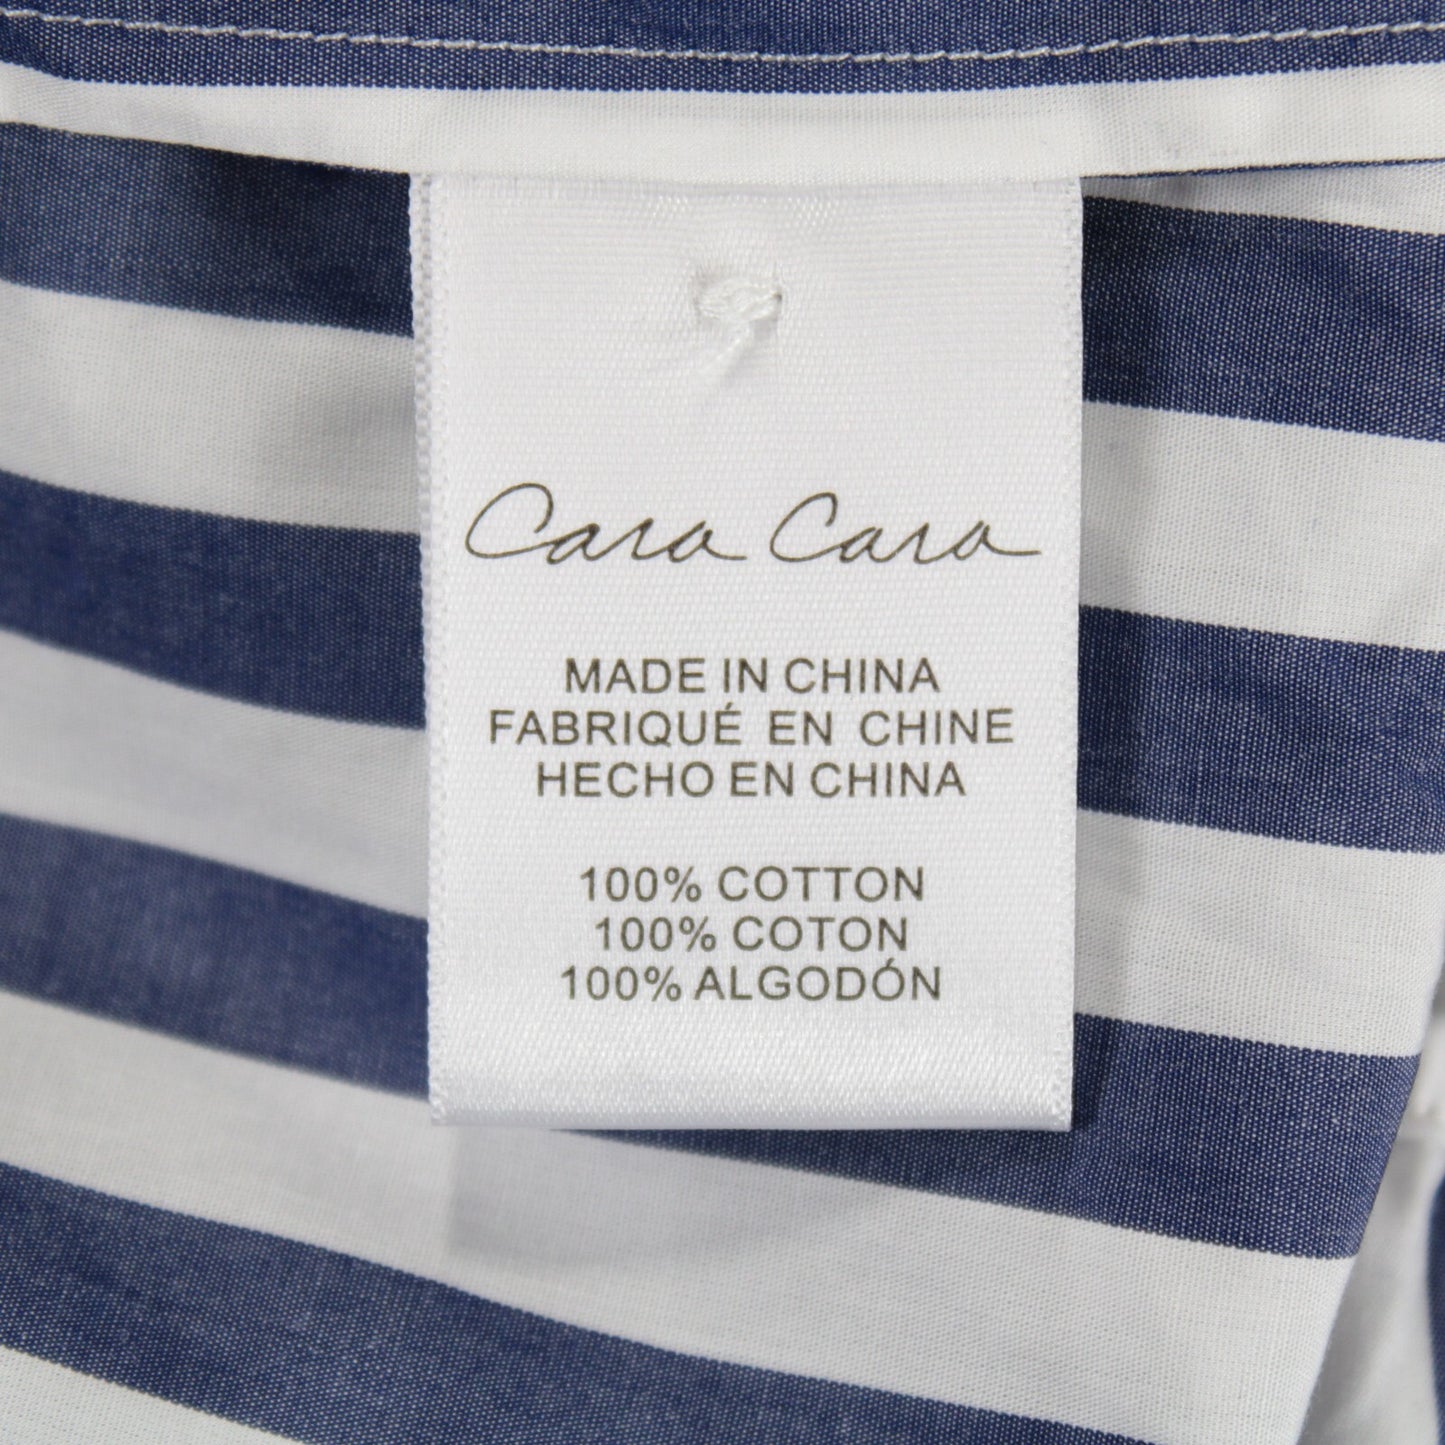 Cara Cara
MADE IN CHINA
FABRIQUÉ EN CHINE
HECHO EN CHINA
100% COTTON
100% COTON
100% ALGODÓN